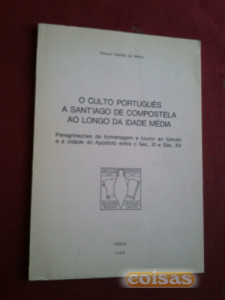 O CULTO PORTUGUÊS
A SANT'IAGO DE COMPOSTELA
AO LONGO DA IDADE MÉDIA
Peregrinações de homenagem e louvor ao túmulo
e à cidade do Apóstolo entre o Séc. XI e Séc. XV
LISBOA
coisas